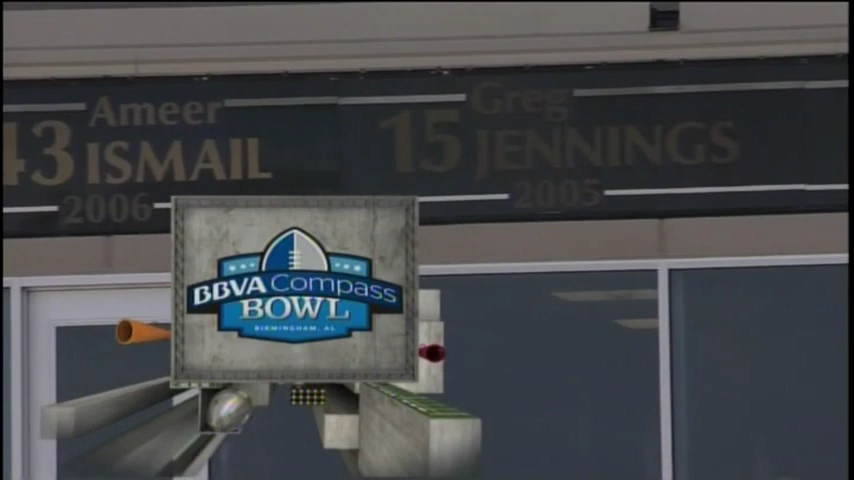 43 Ameer
ISMAIL
2006
15 Greg
JENNINGS
2005
BBVA Compass
BOWL
BIRMINGHAM, AL